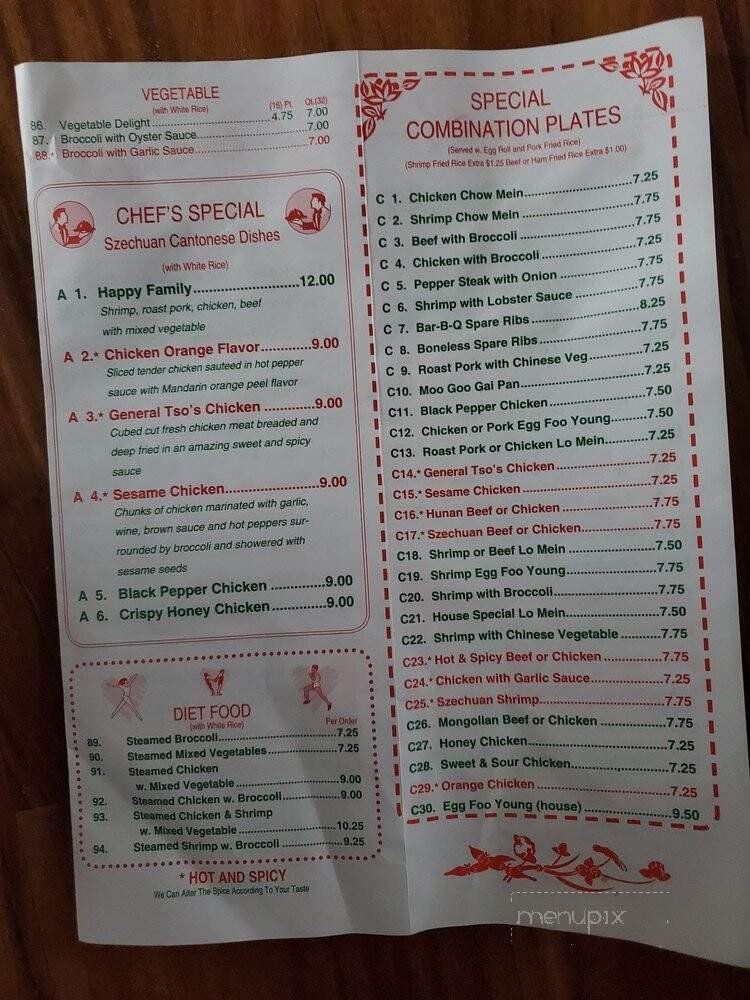 VEGETABLE
(with White Rice)
(16) Pt. Qt.(32)
86. Vegetable Delight 4.75 7.00
87. Broccoli with Oyster Sauce 7.00
88.* Broccoli with Garlic Sauce 7.00
CHEF'S SPECIAL
Szechuan Cantonese Dishes
(with White Rice)
A 1. Happy Family 12.00
Shrimp, roast pork, chicken, beef
with mixed vegetable
A 2.* Chicken Orange Flavor 9.00
Sliced tender chicken sauteed in hot pepper
sauce with Mandarin orange peel flavor
A 3.* General Tso's Chicken 9.00
Cubed cut fresh chicken meat breaded and
deep fried in an amazing sweet and spicy
sauce
A 4.* Sesame Chicken 9.00
Chunks of chicken marinated with garlic,
wine, brown sauce and hot peppers sur-
rounded by broccoli and showered with
sesame seeds
A 5. Black Pepper Chicken 9.00
A 6. Crispy Honey Chicken 9.00
DIET FOOD
(with White Rice)
Per Order
89. Steamed Broccoli 7.25
90. Steamed Mixed Vegetables 7.25
91. Steamed Chicken
w. Mixed Vegetable 9.00
92. Steamed Chicken w. Broccoli 9.00
93. Steamed Chicken & Shrimp
w. Mixed Vegetable 10.25
94. Steamed Shrimp w. Broccoli 9.25
* HOT AND SPICY
We Can Alter The Spice According To Your Taste
SPECIAL
COMBINATION PLATES
(Served w. Egg Roll and Pork Fried Rice)
(Shrimp Fried Rice Extra $1.25 Beef or Ham Fried Rice Extra $1.00)
C 1. Chicken Chow Mein 7.25
C 2. Shrimp Chow Mein 7.75
C 3. Beef with Broccoli 7.75
C 4. Chicken with Broccoli 7.25
C 5. Pepper Steak with Onion 7.75
C 6. Shrimp with Lobster Sauce 7.75
C 7. Bar-B-Q Spare Ribs 8.25
C 8. Boneless Spare Ribs 7.75
C 9. Roast Pork with Chinese Veg 7.25
C10. Moo Goo Gai Pan 7.25
C11. Black Pepper Chicken 7.50
C12. Chicken or Pork Egg Foo Young 7.50
C13. Roast Pork or Chicken Lo Mein 7.25
C14.* General Tso's Chicken 7.25
C15.* Sesame Chicken 7.25
C16.* Hunan Beef or Chicken 7.75
C17.* Szechuan Beef or Chicken 7.75
C18. Shrimp or Beef Lo Mein 7.50
C19. Shrimp Egg Foo Young 7.75
C20. Shrimp with Broccoli 7.75
C21. House Special Lo Mein 7.50
C22. Shrimp with Chinese Vegetable 7.75
C23.* Hot & Spicy Beef or Chicken 7.75
C24.* Chicken with Garlic Sauce 7.25
C25.* Szechuan Shrimp 7.75
C26. Mongolian Beef or Chicken 7.75
C27. Honey Chicken 7.25
C28. Sweet & Sour Chicken 7.25
C29.* Orange Chicken 7.25
C30. Egg Foo Young (house) 9.50
menupix